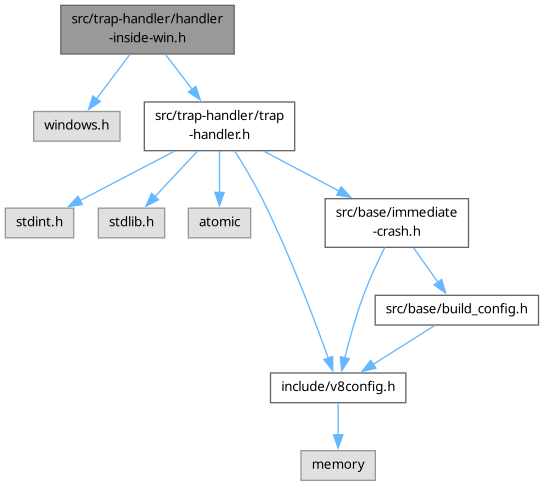 src/trap-handler/handler
-inside-win.h
windows.h
src/trap-handler/trap
-handler.h
stdint.h
stdlib.h
atomic
src/base/immediate
-crash.h
src/base/build_config.h
include/v8config.h
memory